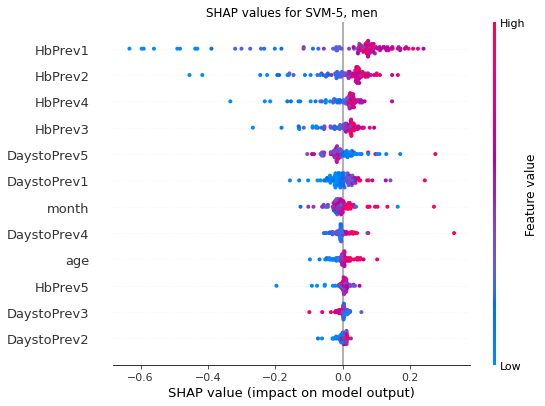 SHAP values for SVM-5, men
High
HbPrev1
HbPrev2
HbPrev4
HbPrev3
DaystoPrev5
DaystoPrev1
month
DaystoPrev4
age
HbPrev5
DaystoPrev3
DaystoPrev2
Feature value
Low
−0.6 −0.4 −0.2 0.0 0.2
SHAP value (impact on model output)